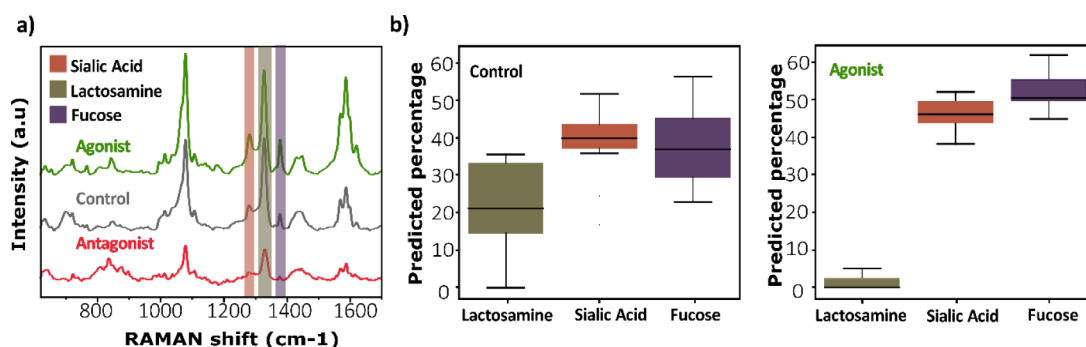 a)
Intensity (a.u)
Sialic Acid
Lactosamine
Fucose
Agonist
Control
Antagonist
800 1000 1200 1400 1600
RAMAN shift (cm-1)
b)
Predicted percentage
60
50
40
30
20
10
0
Control
Lactosamine Sialic Acid Fucose
Predicted percentage
60
50
40
30
20
10
0
Agonist
Lactosamine Sialic Acid Fucose